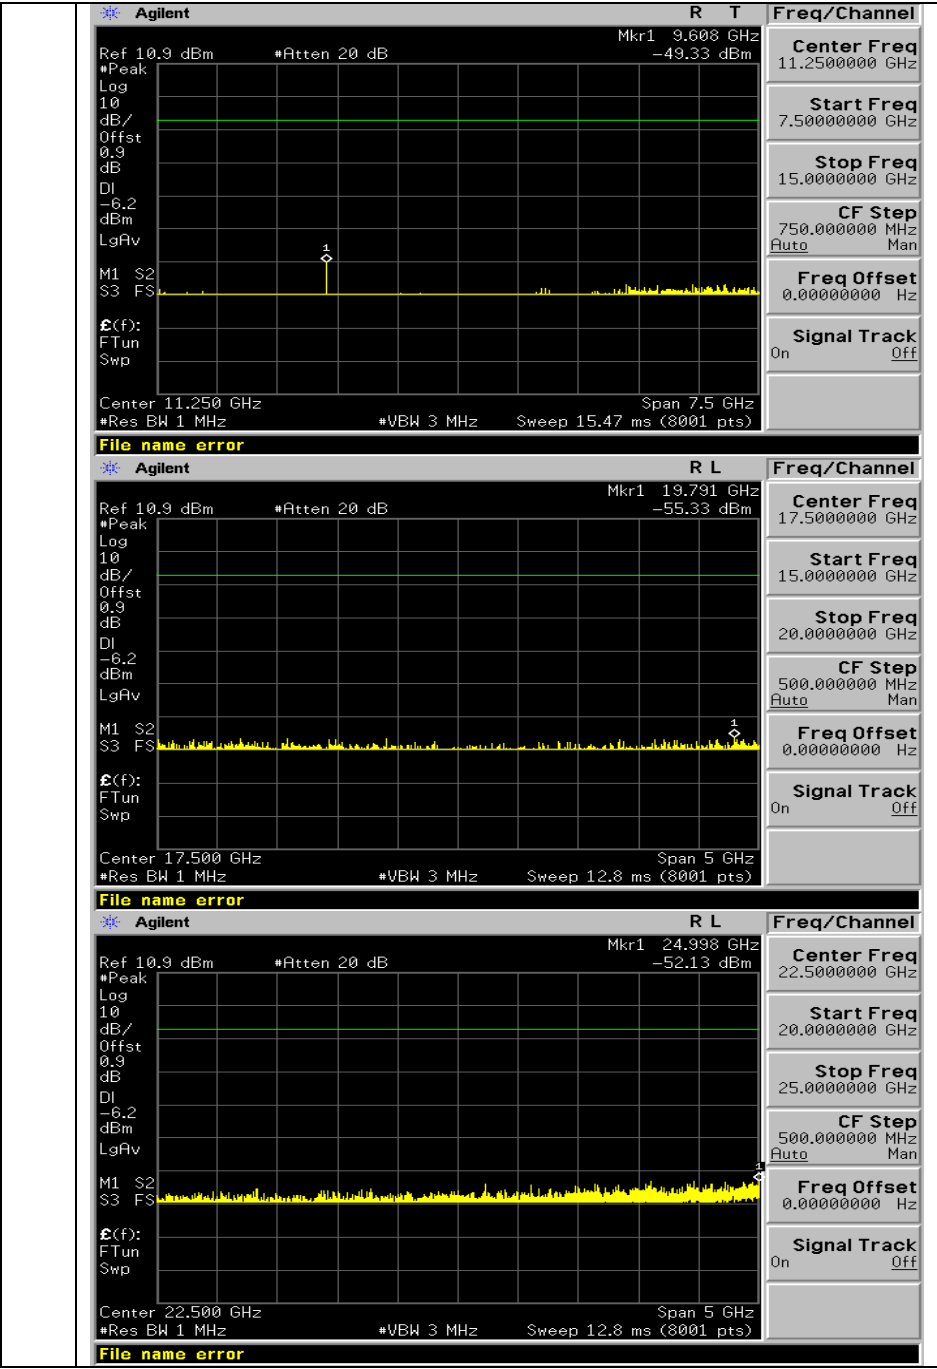 Agilent R T Freq/Channel
Mkr1 9.608 GHz
Ref 10.9 dBm #Atten 20 dB -49.33 dBm
#Peak
Log
10
dB/
Offst
0.9
dB
DI
-6.2
dBm
LgAv
1
M1 S2
S3 FS
£(f):
FTun
Swp
Center 11.250 GHz Span 7.5 GHz
#Res BW 1 MHz #VBW 3 MHz Sweep 15.47 ms (8001 pts)
File name error
Center Freq
11.2500000 GHz
Start Freq
7.50000000 GHz
Stop Freq
15.0000000 GHz
CF Step
750.000000 MHz
Auto Man
Freq Offset
0.00000000 Hz
Signal Track
On Off
Agilent R L Freq/Channel
Mkr1 19.791 GHz
Ref 10.9 dBm #Atten 20 dB -55.33 dBm
#Peak
Log
10
dB/
Offst
0.9
dB
DI
-6.2
dBm
LgAv
1
M1 S2
S3 FS
£(f):
FTun
Swp
Center 17.500 GHz Span 5 GHz
#Res BW 1 MHz #VBW 3 MHz Sweep 12.8 ms (8001 pts)
File name error
Center Freq
17.5000000 GHz
Start Freq
15.0000000 GHz
Stop Freq
20.0000000 GHz
CF Step
500.000000 MHz
Auto Man
Freq Offset
0.00000000 Hz
Signal Track
On Off
Agilent R L Freq/Channel
Mkr1 24.998 GHz
Ref 10.9 dBm #Atten 20 dB -52.13 dBm
#Peak
Log
10
dB/
Offst
0.9
dB
DI
-6.2
dBm
LgAv
1
M1 S2
S3 FS
£(f):
FTun
Swp
Center 22.500 GHz Span 5 GHz
#Res BW 1 MHz #VBW 3 MHz Sweep 12.8 ms (8001 pts)
File name error
Center Freq
22.5000000 GHz
Start Freq
20.0000000 GHz
Stop Freq
25.0000000 GHz
CF Step
500.000000 MHz
Auto Man
Freq Offset
0.00000000 Hz
Signal Track
On Off